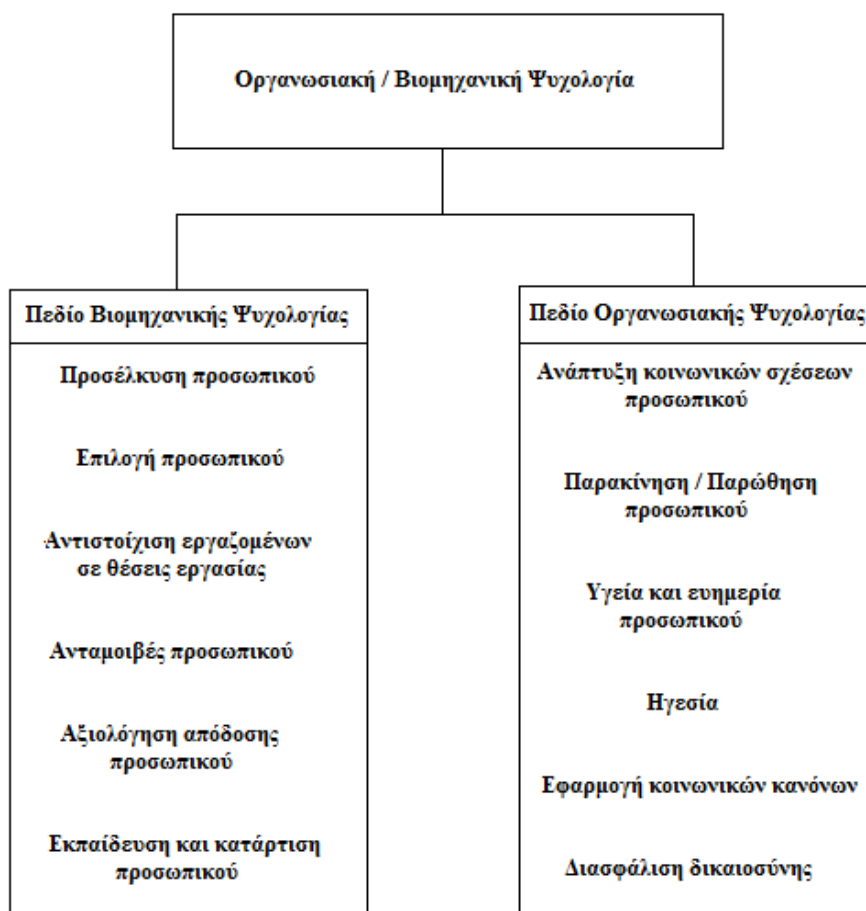 Οργανωσιακή / Βιομηχανική Ψυχολογία
Πεδίο Βιομηχανικής Ψυχολογίας
Προσέλκυση προσωπικού
Επιλογή προσωπικού
Αντιστοίχιση εργαζομένων
σε θέσεις εργασίας
Ανταμοιβές προσωπικού
Αξιολόγηση απόδοσης
προσωπικού
Εκπαίδευση και κατάρτιση
προσωπικού
Πεδίο Οργανωσιακής Ψυχολογίας
Ανάπτυξη κοινωνικών σχέσεων
προσωπικού
Παρακίνηση / Παρώθηση
προσωπικού
Υγεία και ευημερία
προσωπικού
Ηγεσία
Εφαρμογή κοινωνικών κανόνων
Διασφάλιση δικαιοσύνης